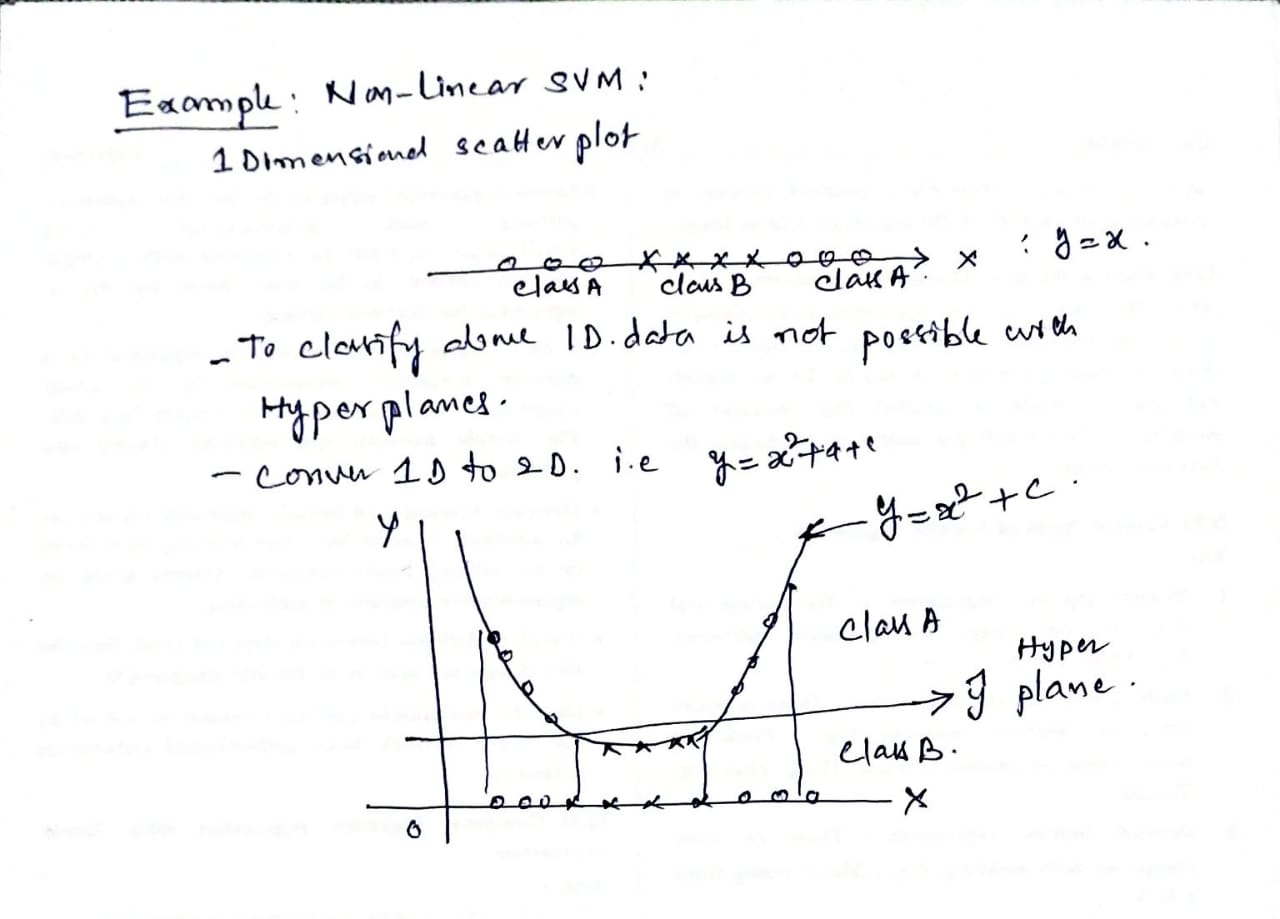 Example: Non-Linear SVM:
1 Dimensional scatter plot
x : y = x.
class A class B class A.
- To classify above 1D. data is not possible with
Hyper planes.
- Conver 1D to 2D. i.e y = x²+
y = x² + c.
Y
Class A
Hyper
ŷ plane.
Class B.
X
0